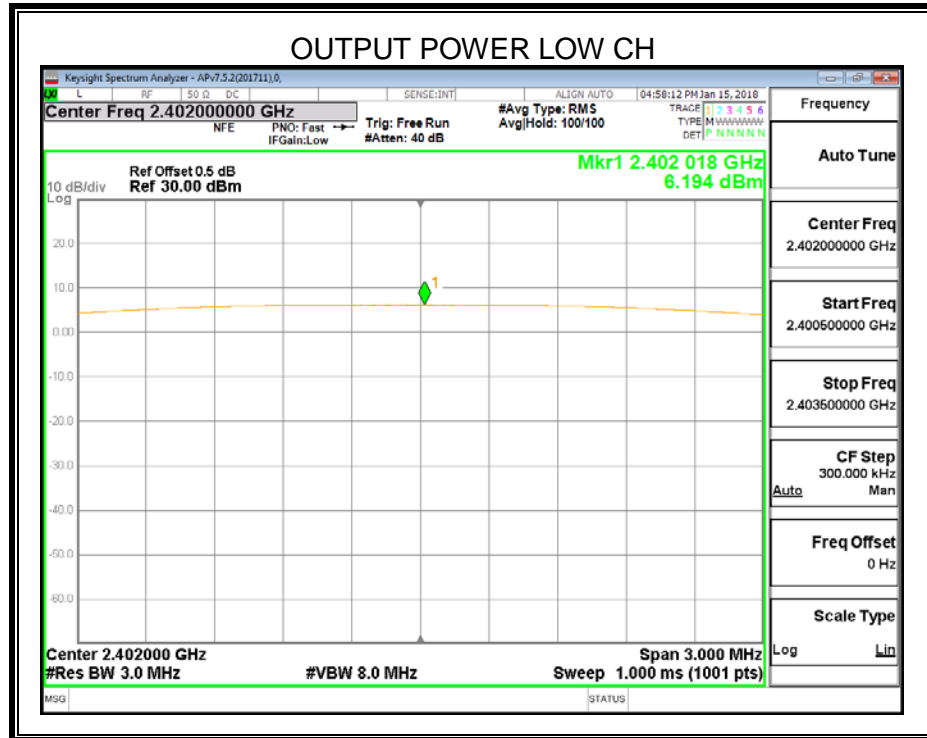 OUTPUT POWER LOW CH
Keysight Spectrum Analyzer - APv7.5.2(201711),0,
LXI L RF 50 Ω DC SENSE:INT ALIGN AUTO 04:58:12 PM Jan 15, 2018
Center Freq 2.402000000 GHz
NFE
PNO: Fast
IFGain:Low
Trig: Free Run
#Atten: 40 dB
#Avg Type: RMS
Avg|Hold: 100/100
TRACE 1 2 3 4 5 6
TYPE M WWWWW
DET P N N N N N
Mkr1 2.402 018 GHz
6.194 dBm
Ref Offset 0.5 dB
10 dB/div Ref 30.00 dBm
Log
20.0
10.0
0.00
-10.0
-20.0
-30.0
-40.0
-50.0
-60.0
1
Center 2.402000 GHz Span 3.000 MHz
#Res BW 3.0 MHz #VBW 8.0 MHz Sweep 1.000 ms (1001 pts)
MSG STATUS
Frequency
Auto Tune
Center Freq
2.402000000 GHz
Start Freq
2.400500000 GHz
Stop Freq
2.403500000 GHz
CF Step
300.000 kHz
Auto Man
Freq Offset
0 Hz
Scale Type
Log Lin